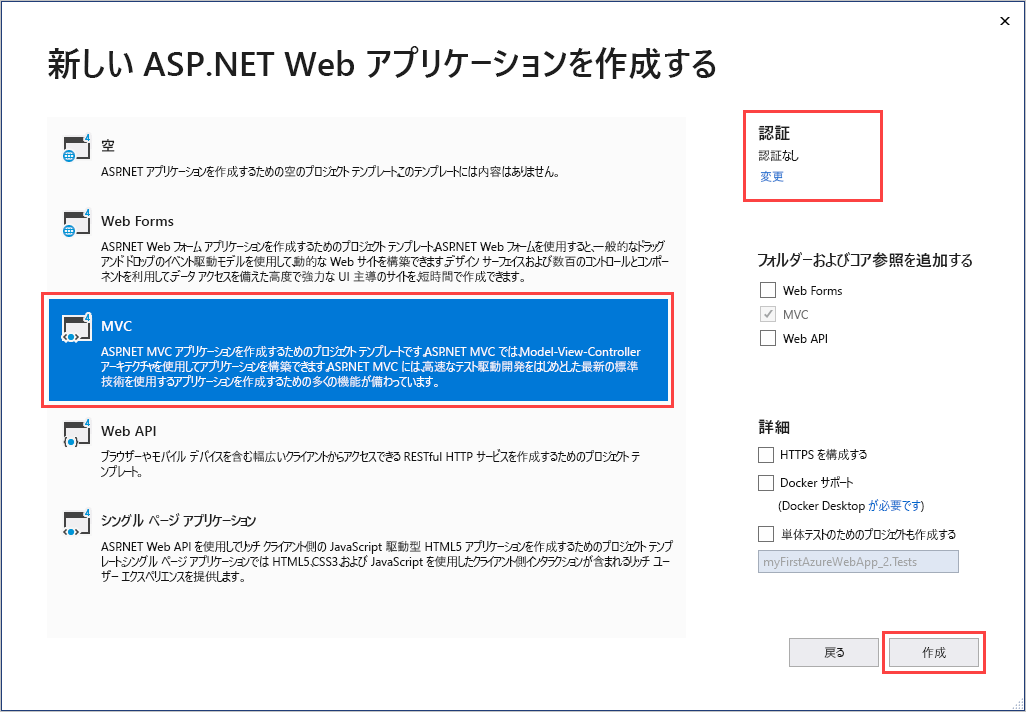 新しい ASP.NET Web アプリケーションを作成する
空
ASP.NET アプリケーションを作成するための空のプロジェクト テンプレート。このテンプレートには内容はありません。
Web Forms
ASP.NET Web フォーム アプリケーションを作成するためのプロジェクト テンプレート。ASP.NET Web フォームを使用すると、一般的なドラッグ
アンド ドロップのイベント駆動モデルを使用して、動的な Web サイトを構築できます。デザイン サーフェイスおよび数百のコントロールとコンポー
ネントを利用してデータ アクセスを備えた高度で強力な UI 主導のサイトを、短時間で作成できます。
MVC
ASP.NET MVC アプリケーションを作成するためのプロジェクト テンプレートです。ASP.NET MVC では、Model-View-Controller
アーキテクチャを使用してアプリケーションを構築できます。ASP.NET MVC には、高速なテスト駆動開発をはじめとした最新の標準
技術を使用するアプリケーションを作成するための多くの機能が備わっています。
Web API
ブラウザーやモバイル デバイスを含む幅広いクライアントからアクセスできる RESTful HTTP サービスを作成するためのプロジェクト テ
ンプレート。
シングル ページ アプリケーション
ASP.NET Web API を使用してリッチ クライアント側の JavaScript 駆動型 HTML5 アプリケーションを作成するためのプロジェクト テンプ
レート。シングル ページ アプリケーションでは HTML5、CSS3、および JavaScript を使用したクライアント側インタラクションが含まれるリッチ ユー
ザー エクスペリエンスを提供します。
認証
認証なし
変更
フォルダーおよびコア参照を追加する
Web Forms
MVC
Web API
詳細
HTTPS を構成する
Docker サポート
(Docker Desktop が必要です)
単体テストのためのプロジェクトも作成する
myFirstAzureWebApp_2.Tests
戻る
作成